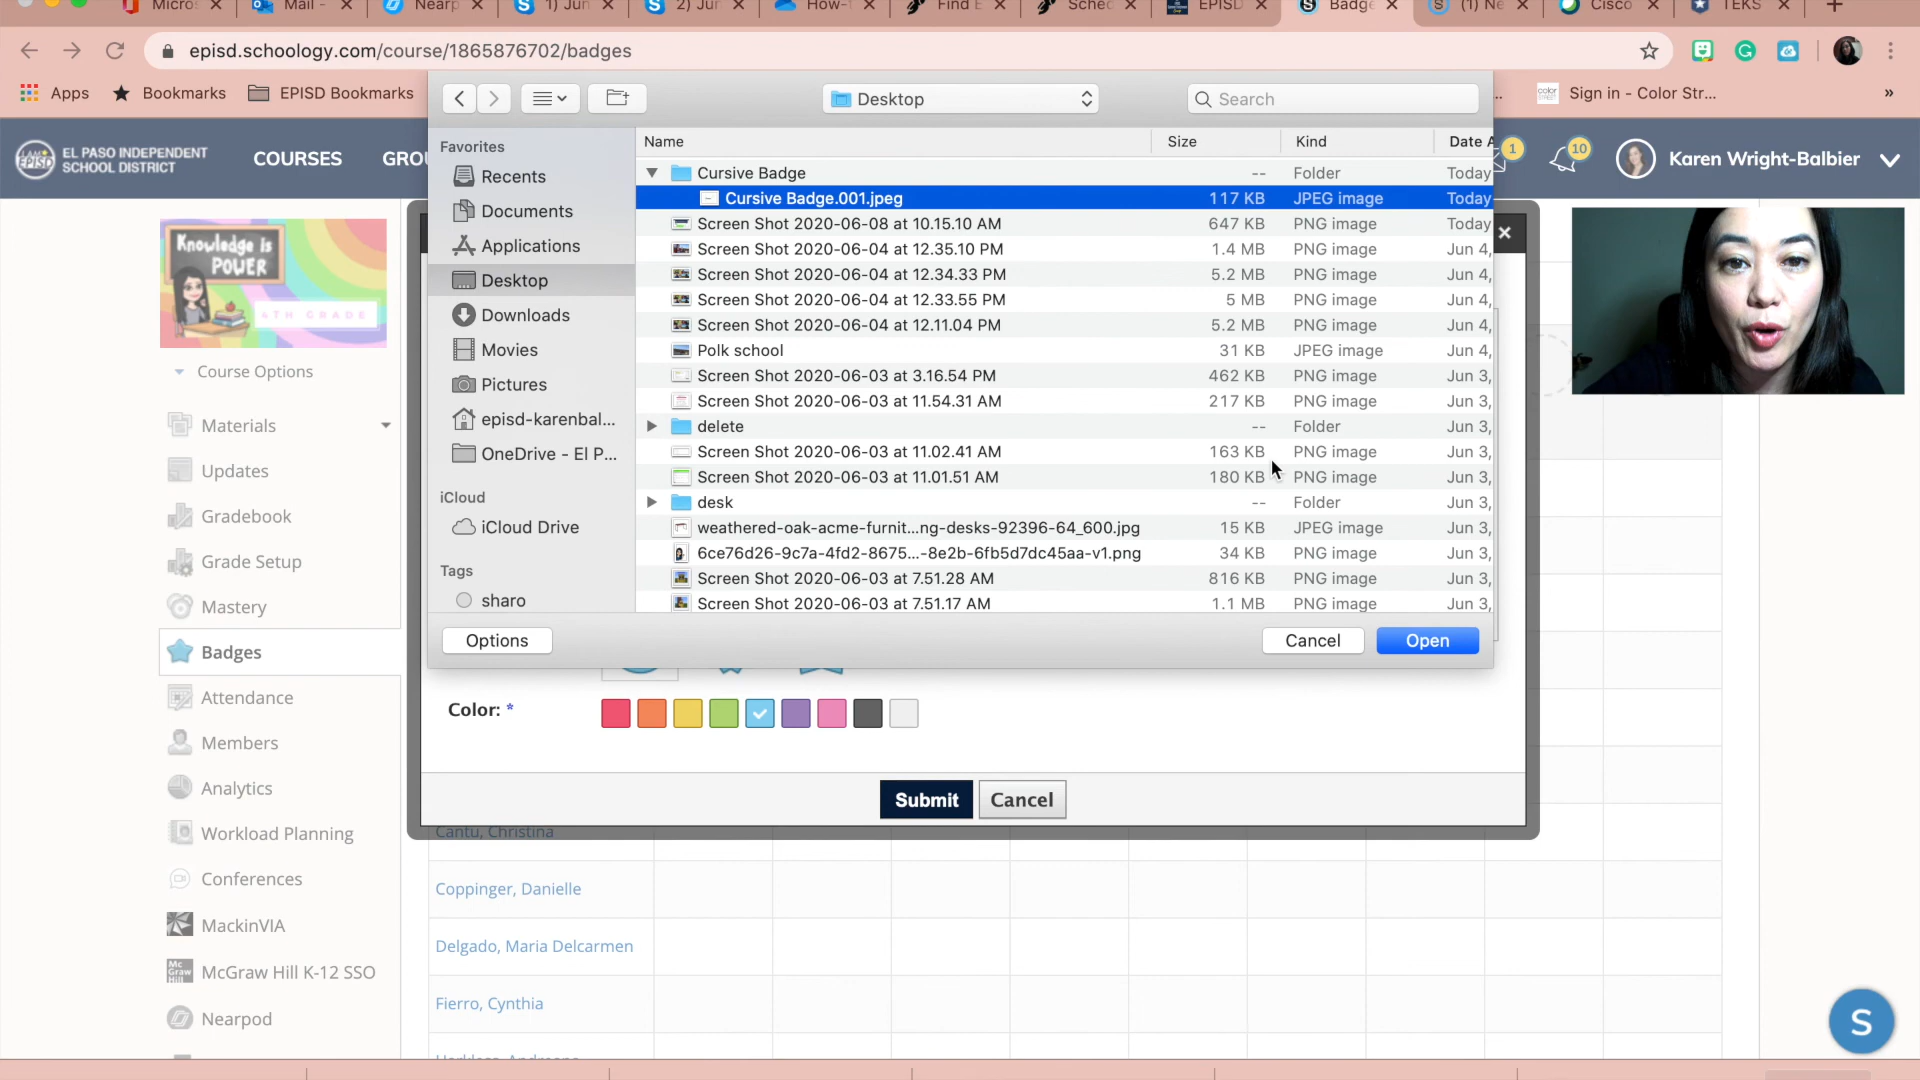 Micros
Mail -
Nearp
1) Jun
2) Jun
How-t
Find E
Sched
EPISD
Badge
(1) Ne
Cisco
TEKS
episd.schoology.com/course/1865876702/badges
Apps
Bookmarks
EPISD Bookmarks
Sign in - Color Str...
»
Desktop
Search
EL PASO INDEPENDENT
SCHOOL DISTRICT
COURSES
GROU
1
10
Karen Wright-Balbier
Favorites
Recents
Documents
Applications
Desktop
Downloads
Movies
Pictures
episd-karenbal...
OneDrive - El P...
iCloud
iCloud Drive
Tags
sharo
Name Size Kind Date A
Cursive Badge -- Folder Today
Cursive Badge.001.jpeg 117 KB JPEG image Today
Screen Shot 2020-06-08 at 10.15.10 AM 647 KB PNG image Today
Screen Shot 2020-06-04 at 12.35.10 PM 1.4 MB PNG image Jun 4,
Screen Shot 2020-06-04 at 12.34.33 PM 5.2 MB PNG image Jun 4,
Screen Shot 2020-06-04 at 12.33.55 PM 5 MB PNG image Jun 4,
Screen Shot 2020-06-04 at 12.11.04 PM 5.2 MB PNG image Jun 4,
Polk school 31 KB JPEG image Jun 4,
Screen Shot 2020-06-03 at 3.16.54 PM 462 KB PNG image Jun 3,
Screen Shot 2020-06-03 at 11.54.31 AM 217 KB PNG image Jun 3,
delete -- Folder Jun 3,
Screen Shot 2020-06-03 at 11.02.41 AM 163 KB PNG image Jun 3,
Screen Shot 2020-06-03 at 11.01.51 AM 180 KB PNG image Jun 3,
desk -- Folder Jun 3,
weathered-oak-acme-furnit...ng-desks-92396-64_600.jpg 15 KB JPEG image Jun 3,
6ce76d26-9c7a-4fd2-8675...-8e2b-6fb5d7dc45aa-v1.png 34 KB PNG image Jun 3,
Screen Shot 2020-06-03 at 7.51.28 AM 816 KB PNG image Jun 3,
Screen Shot 2020-06-03 at 7.51.17 AM 1.1 MB PNG image Jun 3,
Options
Cancel
Open
Knowledge is
POWER
4TH GRADE
Course Options
Materials
Updates
Gradebook
Grade Setup
Mastery
Badges
Attendance
Members
Analytics
Workload Planning
Conferences
MackinVIA
McGraw Hill K-12 SSO
Nearpod
Color: *
Submit
Cancel
Cantu, Christina
Coppinger, Danielle
Delgado, Maria Delcarmen
Fierro, Cynthia
S